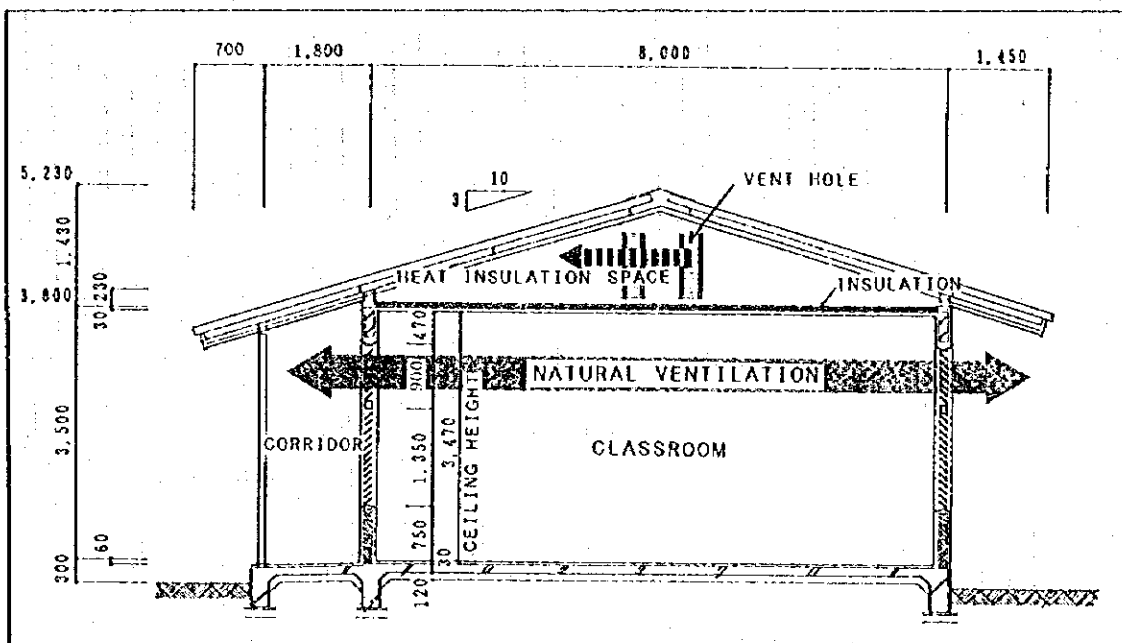 700 1,800 8,000 1,450
5,230
10
3
VENT HOLE
1,430
HEAT INSULATION SPACE
INSULATION
3,800
230
30
470
NATURAL VENTILATION
900
3,500
CORRIDOR
CLASSROOM
1,350
3,470
CEILING HEIGHT
750
60
30
300
120